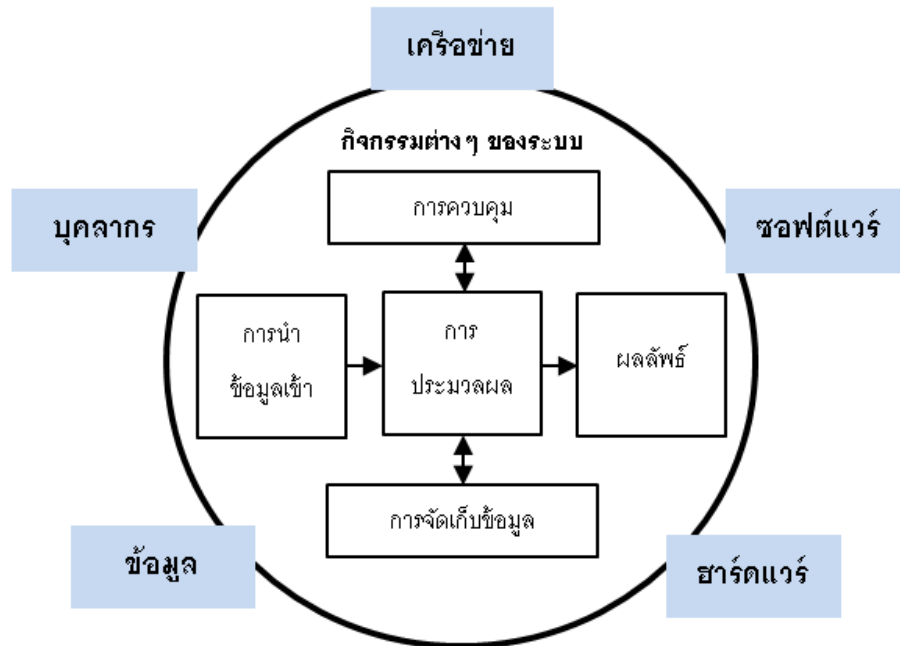 เครือข่าย
กิจกรรมต่างๆ ของระบบ
การควบคุม
บุคลากร
ซอฟต์แวร์
การนำ
ข้อมูลเข้า
การ
ประมวลผล
ผลลัพธ์
การจัดเก็บข้อมูล
ข้อมูล
ฮาร์ดแวร์